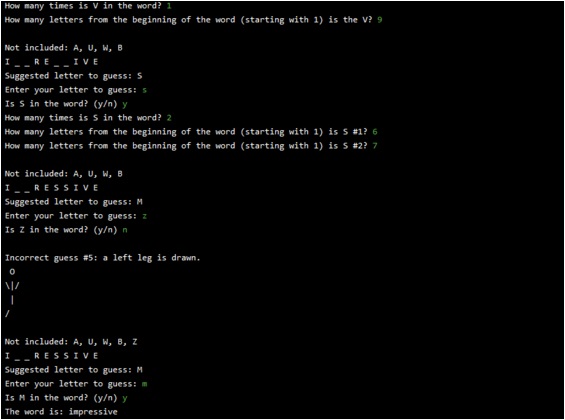 How many times is V in the word? 1
How many letters from the beginning of the word (starting with 1) is the V? 9
Not included: A, U, W, B
I _ _ R E _ _ I V E
Suggested letter to guess: S
Enter your letter to guess: s
Is S in the word? (y/n) y
How many times is S in the word? 2
How many letters from the beginning of the word (starting with 1) is S #1? 6
How many letters from the beginning of the word (starting with 1) is S #2? 7
Not included: A, U, W, B
I _ _ R E S S I V E
Suggested letter to guess: M
Enter your letter to guess: z
Is Z in the word? (y/n) n
Incorrect guess #5: a left leg is drawn.
O
\|/
|
/
Not included: A, U, W, B, Z
I _ _ R E S S I V E
Suggested letter to guess: M
Enter your letter to guess: m
Is M in the word? (y/n) y
The word is: impressive